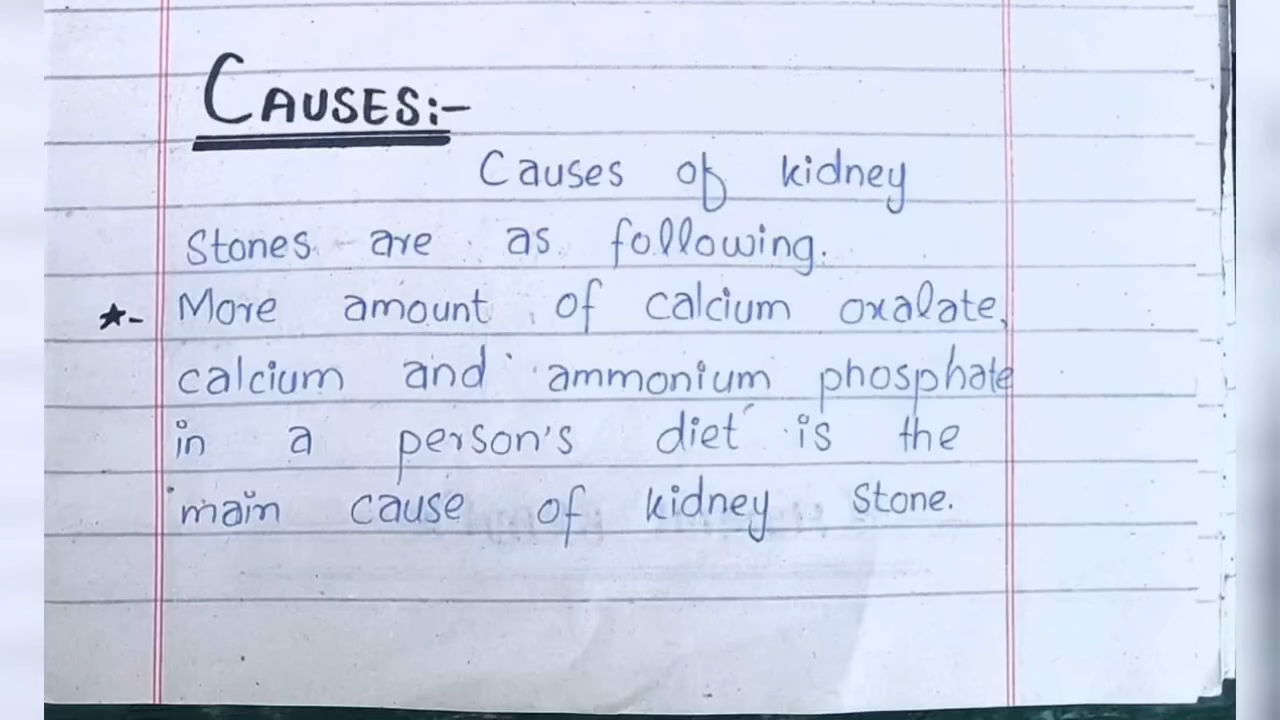 CAUSES:-
Causes of kidney
Stones are as following.
★- More amount of calcium oxalate,
calcium and ammonium phosphate
in a person's diet is the
main cause of kidney Stone.